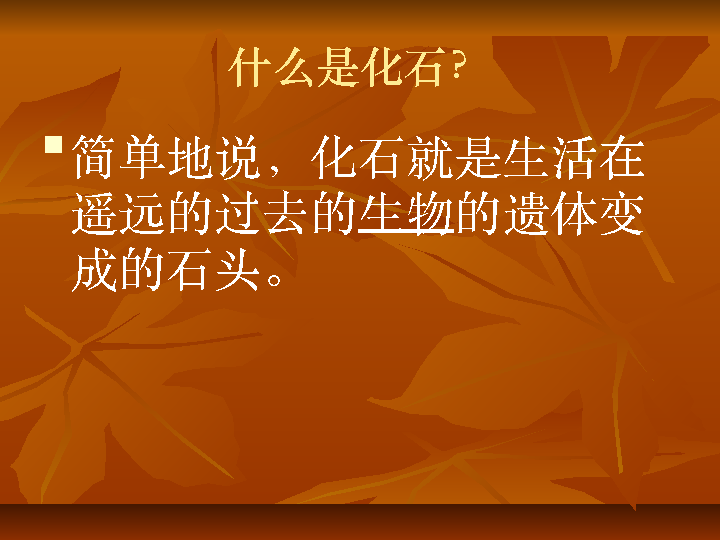 什么是化石?
简单地说，化石就是生活在
遥远的过去的生物的遗体变
成的石头。